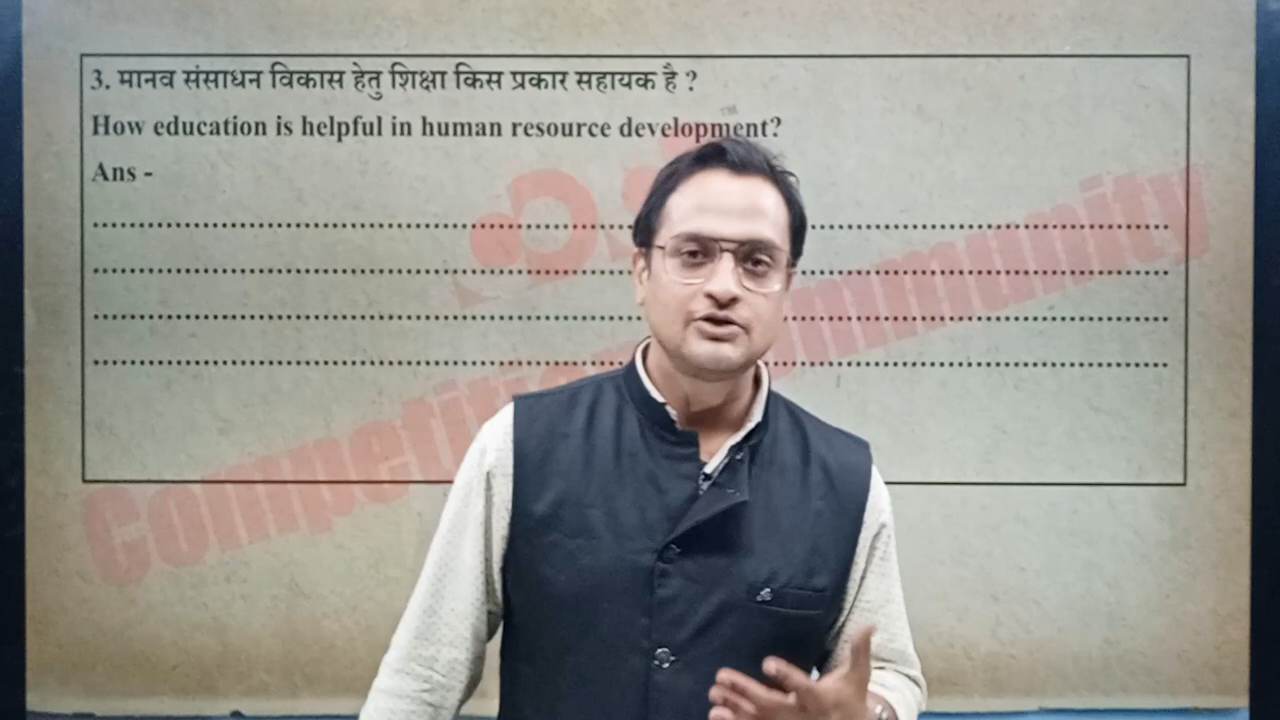 3. मानव संसाधन विकास हेतु शिक्षा किस प्रकार सहायक है ?
How education is helpful in human resource development?
Ans -